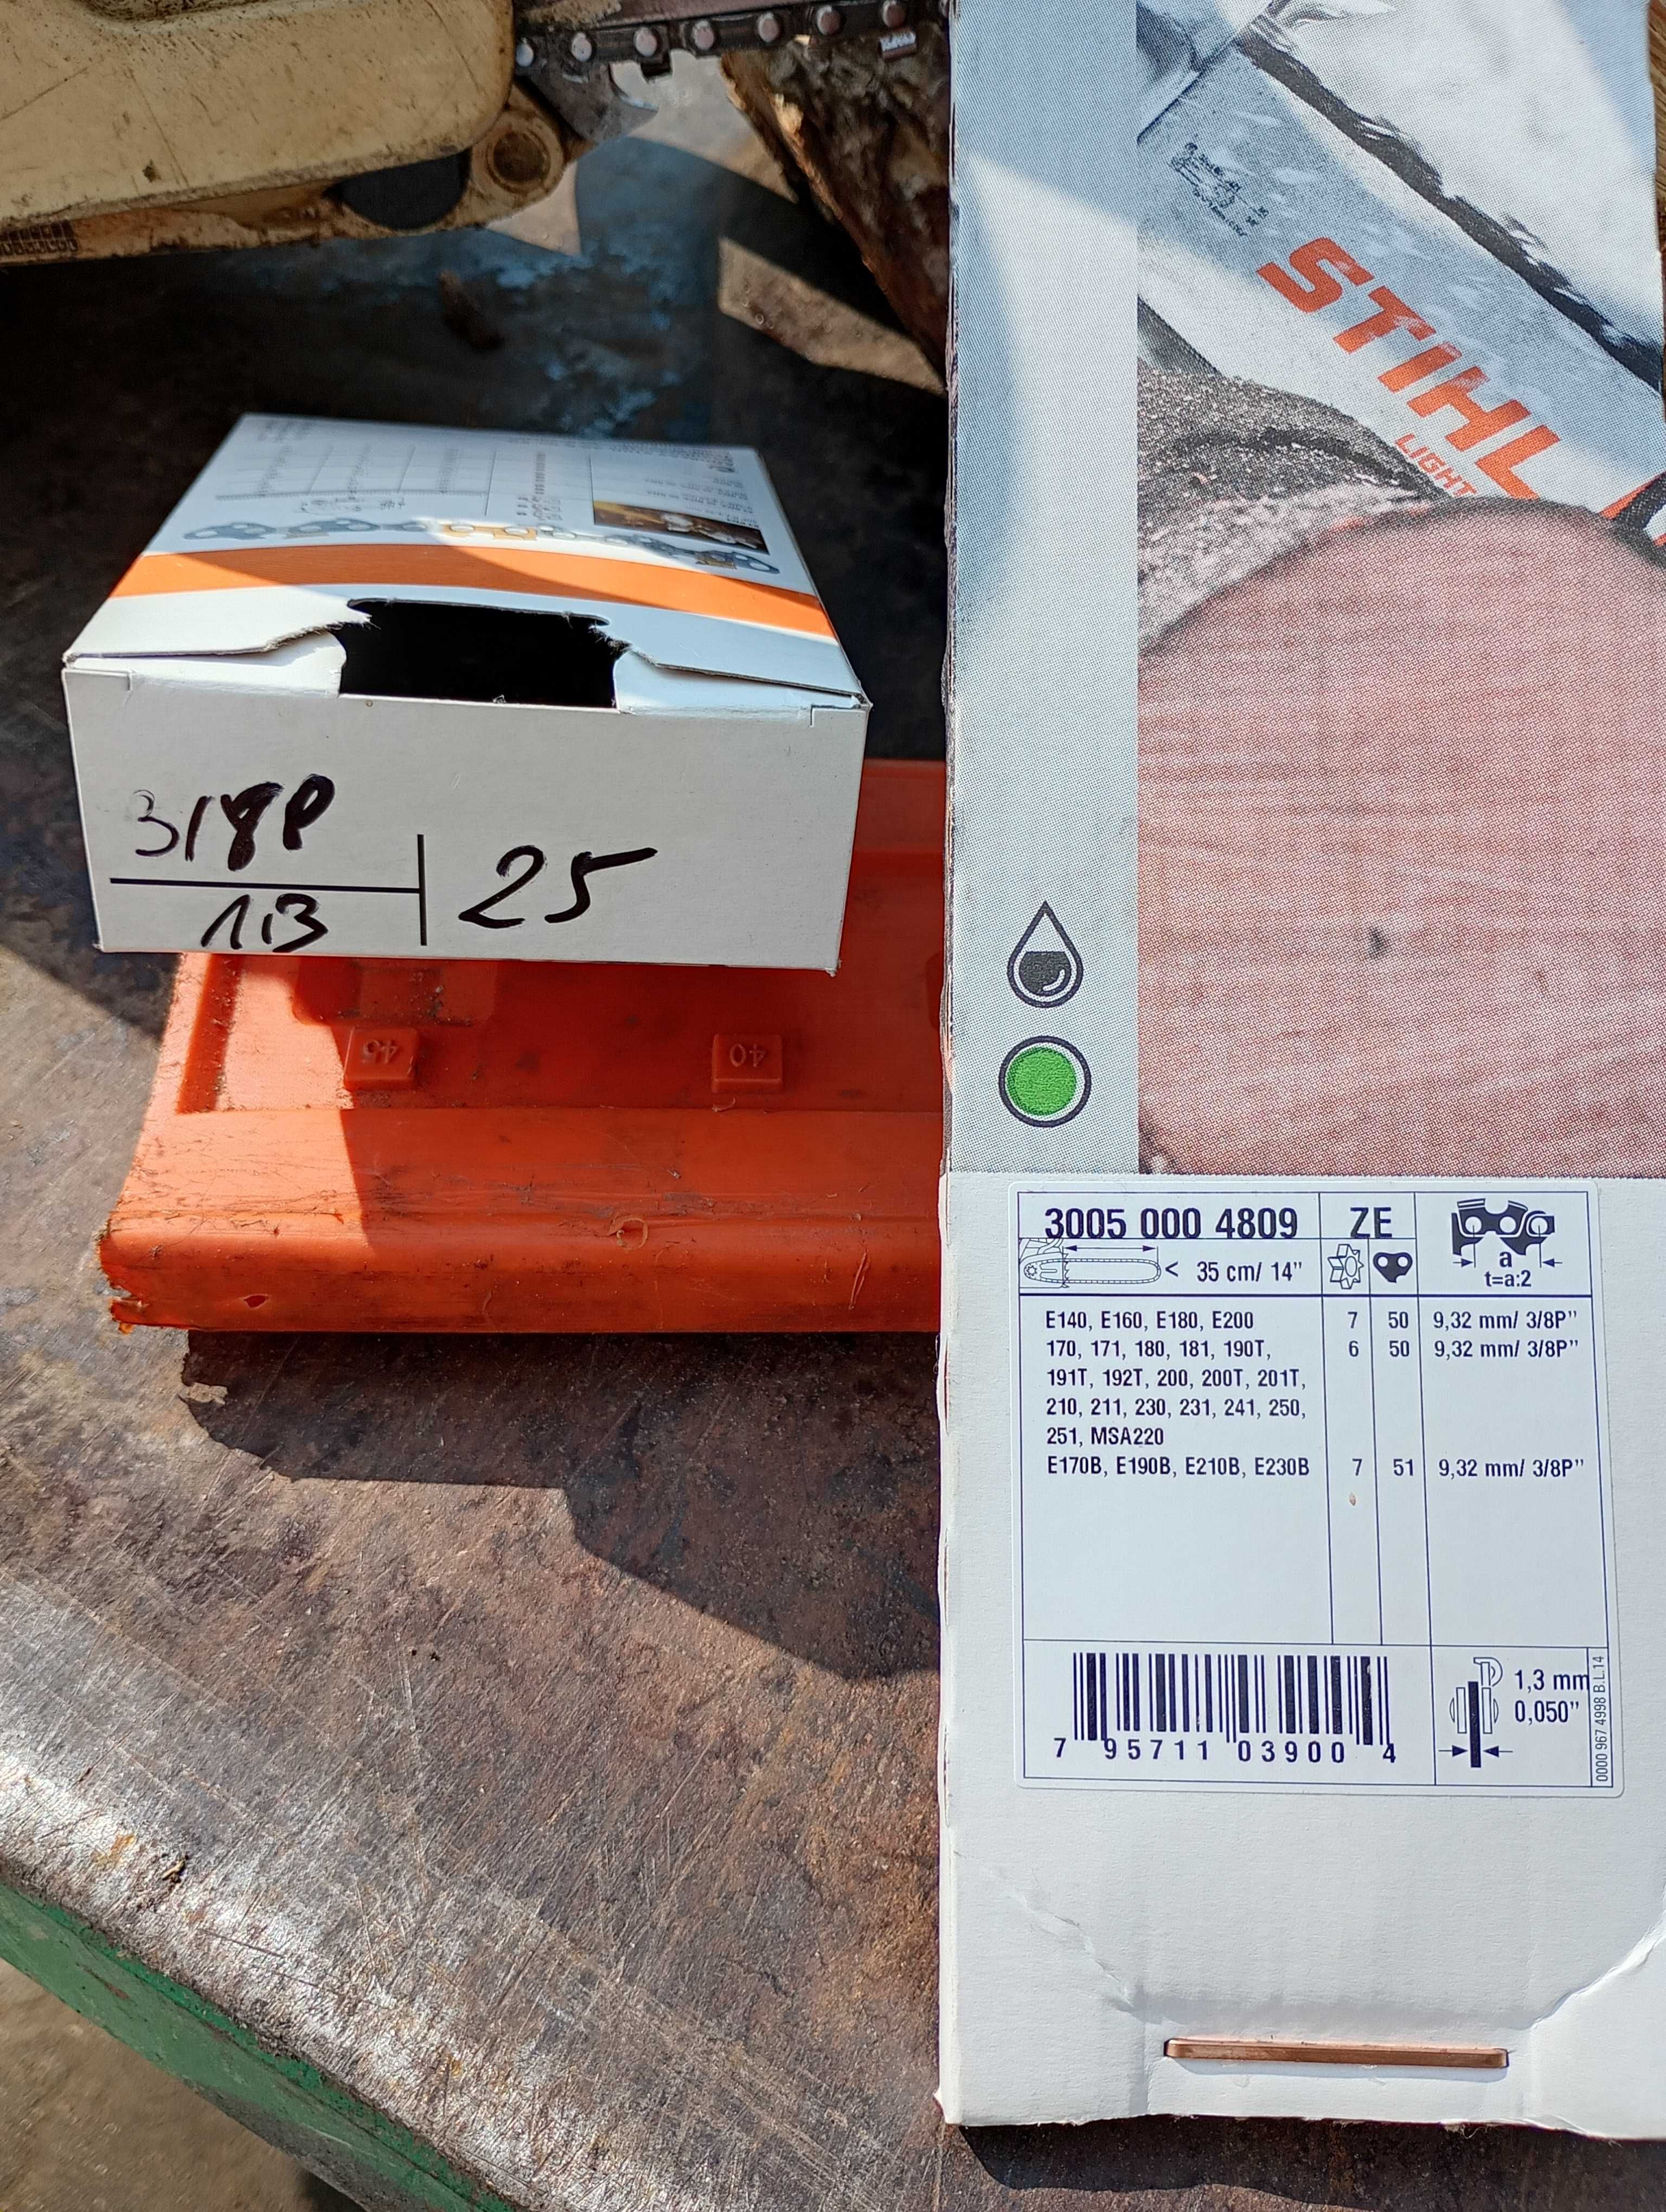 STIHL
LIGHT
3/8P
1,3
25
45
40
3005 000 4809
ZE
< 35 cm/ 14"
a
t=a:2
E140, E160, E180, E200 7 50 9,32 mm/ 3/8P"
170, 171, 180, 181, 190T, 6 50 9,32 mm/ 3/8P"
191T, 192T, 200, 200T, 201T,
210, 211, 230, 231, 241, 250,
251, MSA220
E170B, E190B, E210B, E230B 7 51 9,32 mm/ 3/8P"
1,3 mm
0,050"
7 95711 03900 4
0000 967 4998 B.L.14